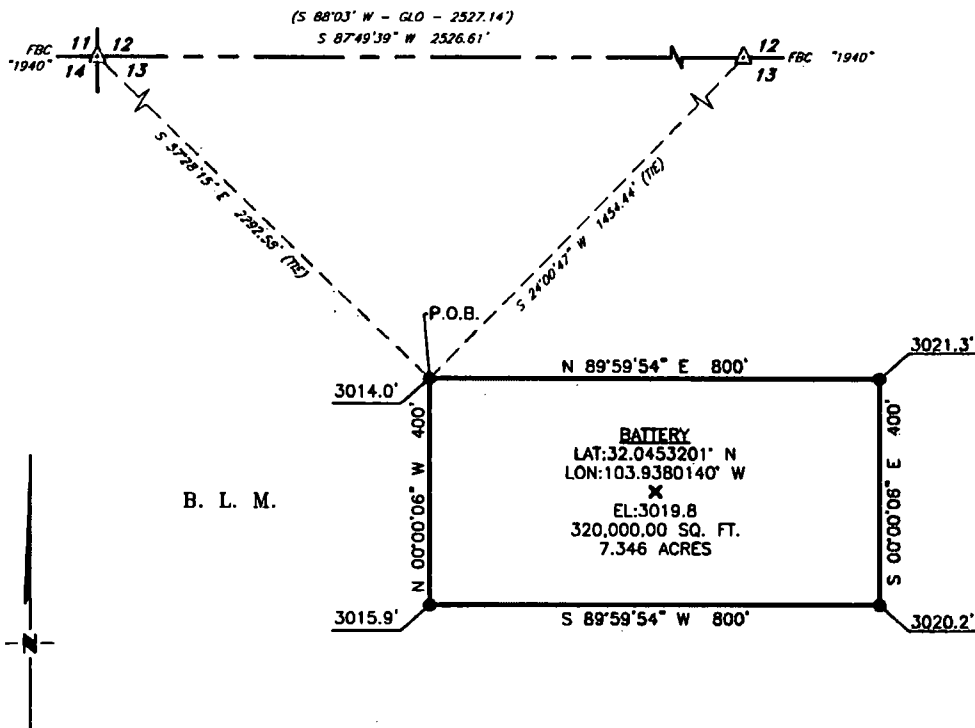 (S 88°03' W - GLO - 2527.14')
S 87°49'39" W 2526.61'
FBC "1940"
11 12
14 13
12
13
FBC "1940"
S 57°28'15" E 2292.58' (TIE)
S 24°00'47" W 1454.44' (TIE)
P.O.B.
3014.0'
N 89°59'54" E 800'
3021.3'
N 00°00'06" W 400'
BATTERY
LAT:32.0453201° N
LON:103.9380140° W
EL:3019.8
320,000.00 SQ. FT.
7.346 ACRES
S 00°00'06" E 400'
B. L. M.
3015.9'
S 89°59'54" W 800'
3020.2'
N